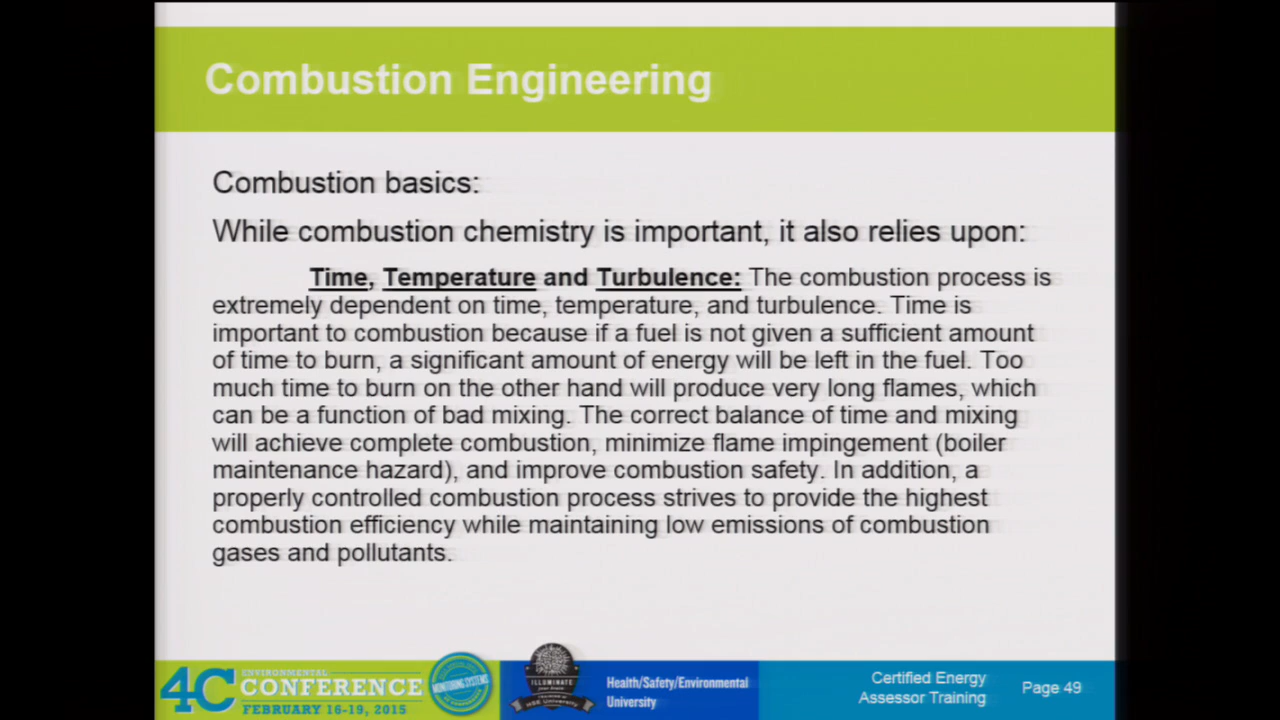 Combustion Engineering
Combustion basics:
While combustion chemistry is important, it also relies upon:
Time, Temperature and Turbulence: The combustion process is
extremely dependent on time, temperature, and turbulence. Time is
important to combustion because if a fuel is not given a sufficient amount
of time to burn, a significant amount of energy will be left in the fuel. Too
much time to burn on the other hand will produce very long flames, which
can be a function of bad mixing. The correct balance of time and mixing
will achieve complete combustion, minimize flame impingement (boiler
maintenance hazard), and improve combustion safety. In addition, a
properly controlled combustion process strives to provide the highest
combustion efficiency while maintaining low emissions of combustion
gases and pollutants.
4C ENVIRONMENTAL
CONFERENCE
FEBRUARY 16-19, 2015
MONITORING SYSTEMS
ILLUMINATE
HSE University
Health/Safety/Environmental
University
Certified Energy
Assessor Training
Page 49